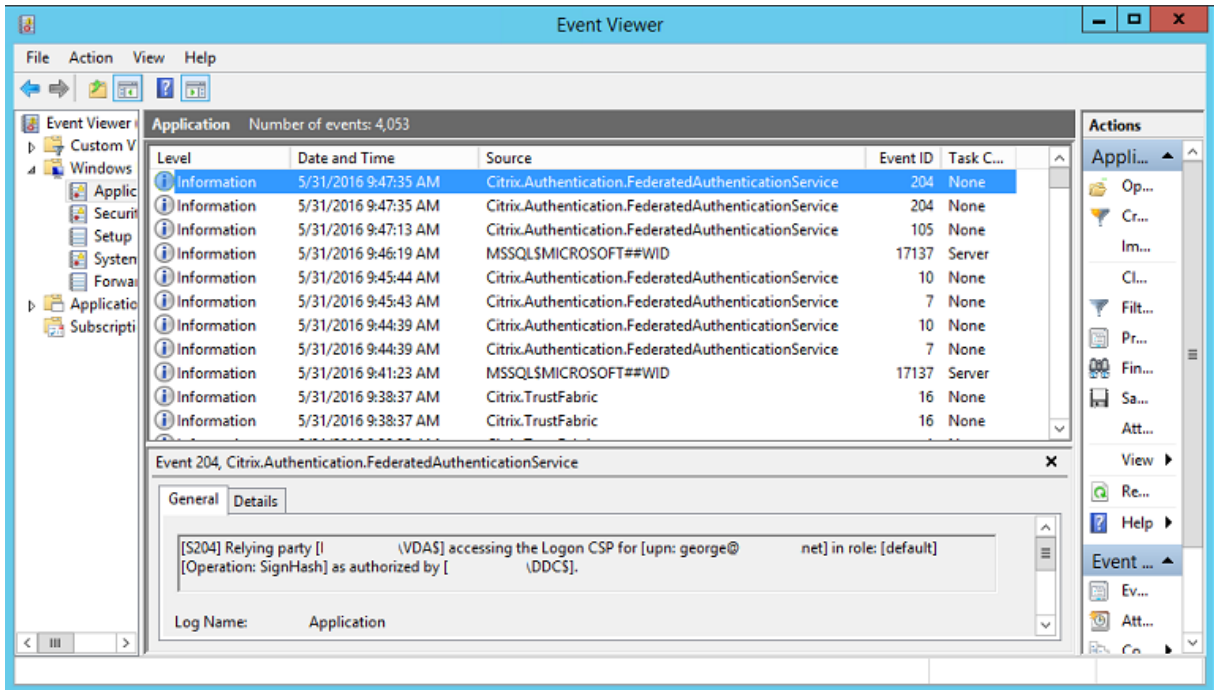 Event Viewer
File Action View Help
Event Viewer
Custom V
Windows
Applic
Securit
Setup
System
Forwar
Applicatio
Subscripti
Application Number of events: 4,053
Level Date and Time Source Event ID Task C...
Information 5/31/2016 9:47:35 AM Citrix.Authentication.FederatedAuthenticationService 204 None
Information 5/31/2016 9:47:35 AM Citrix.Authentication.FederatedAuthenticationService 204 None
Information 5/31/2016 9:47:13 AM Citrix.Authentication.FederatedAuthenticationService 105 None
Information 5/31/2016 9:46:19 AM MSSQL$MICROSOFT##WID 17137 Server
Information 5/31/2016 9:45:44 AM Citrix.Authentication.FederatedAuthenticationService 10 None
Information 5/31/2016 9:45:43 AM Citrix.Authentication.FederatedAuthenticationService 7 None
Information 5/31/2016 9:44:39 AM Citrix.Authentication.FederatedAuthenticationService 10 None
Information 5/31/2016 9:44:39 AM Citrix.Authentication.FederatedAuthenticationService 7 None
Information 5/31/2016 9:41:23 AM MSSQL$MICROSOFT##WID 17137 Server
Information 5/31/2016 9:38:37 AM Citrix.TrustFabric 16 None
Information 5/31/2016 9:38:37 AM Citrix.TrustFabric 16 None
Event 204, Citrix.Authentication.FederatedAuthenticationService
General Details
[S204] Relying party [I \VDA$] accessing the Logon CSP for [upn: george@ net] in role: [default]
[Operation: SignHash] as authorized by [ \DDC$].
Log Name: Application
Actions
Appli...
Op...
Cr...
Im...
Cl...
Filt...
Pr...
Fin...
Sa...
Att...
View
Re...
Help
Event ...
Ev...
Att...
Co